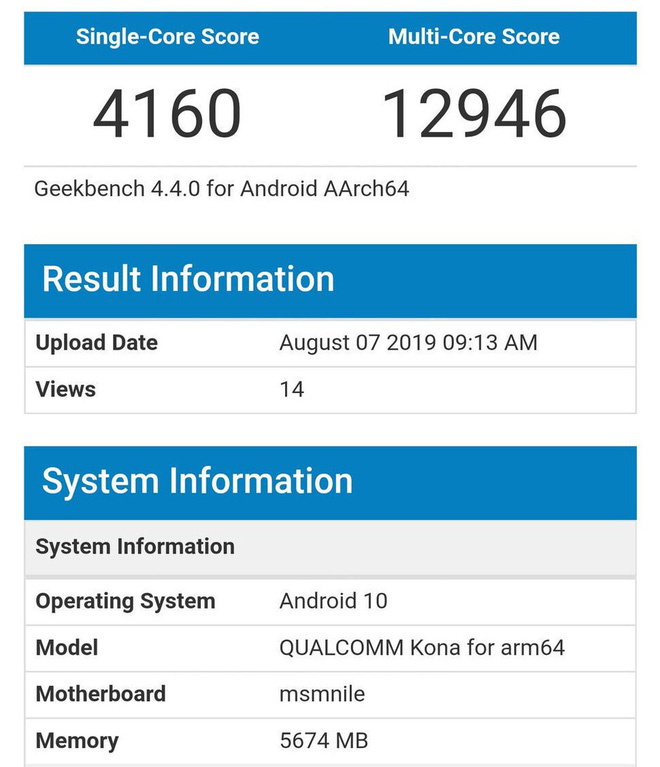 Single-Core Score Multi-Core Score
4160 12946
Geekbench 4.4.0 for Android AArch64
Result Information
Upload Date August 07 2019 09:13 AM
Views 14
System Information
System Information
Operating System Android 10
Model QUALCOMM Kona for arm64
Motherboard msmnile
Memory 5674 MB